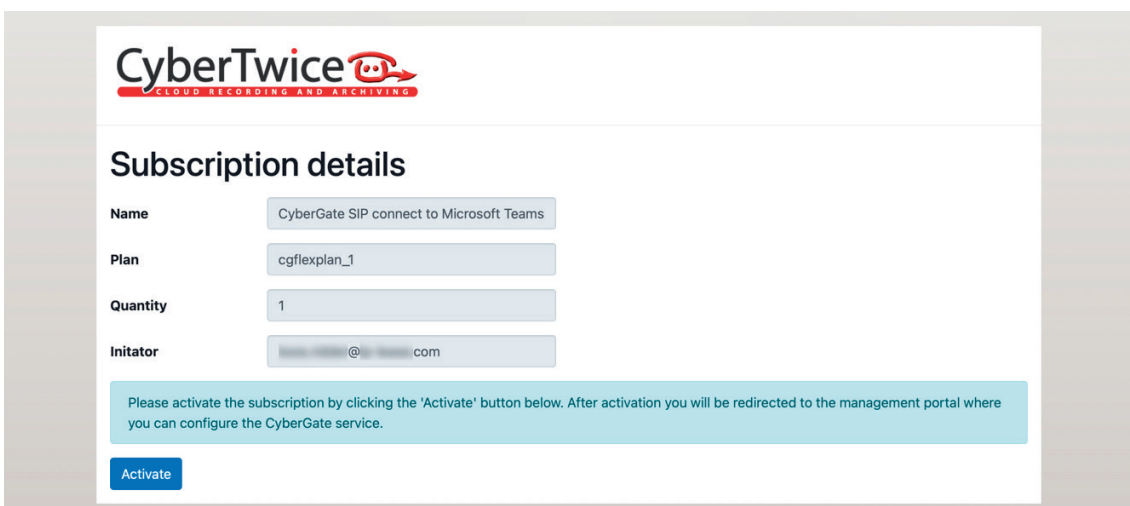 CyberTwice
CLOUD RECORDING AND ARCHIVING
Subscription details
Name
CyberGate SIP connect to Microsoft Teams
Plan
cgflexplan_1
Quantity
1
Initator
@ com
Please activate the subscription by clicking the 'Activate' button below. After activation you will be redirected to the management portal where
you can configure the CyberGate service.
Activate